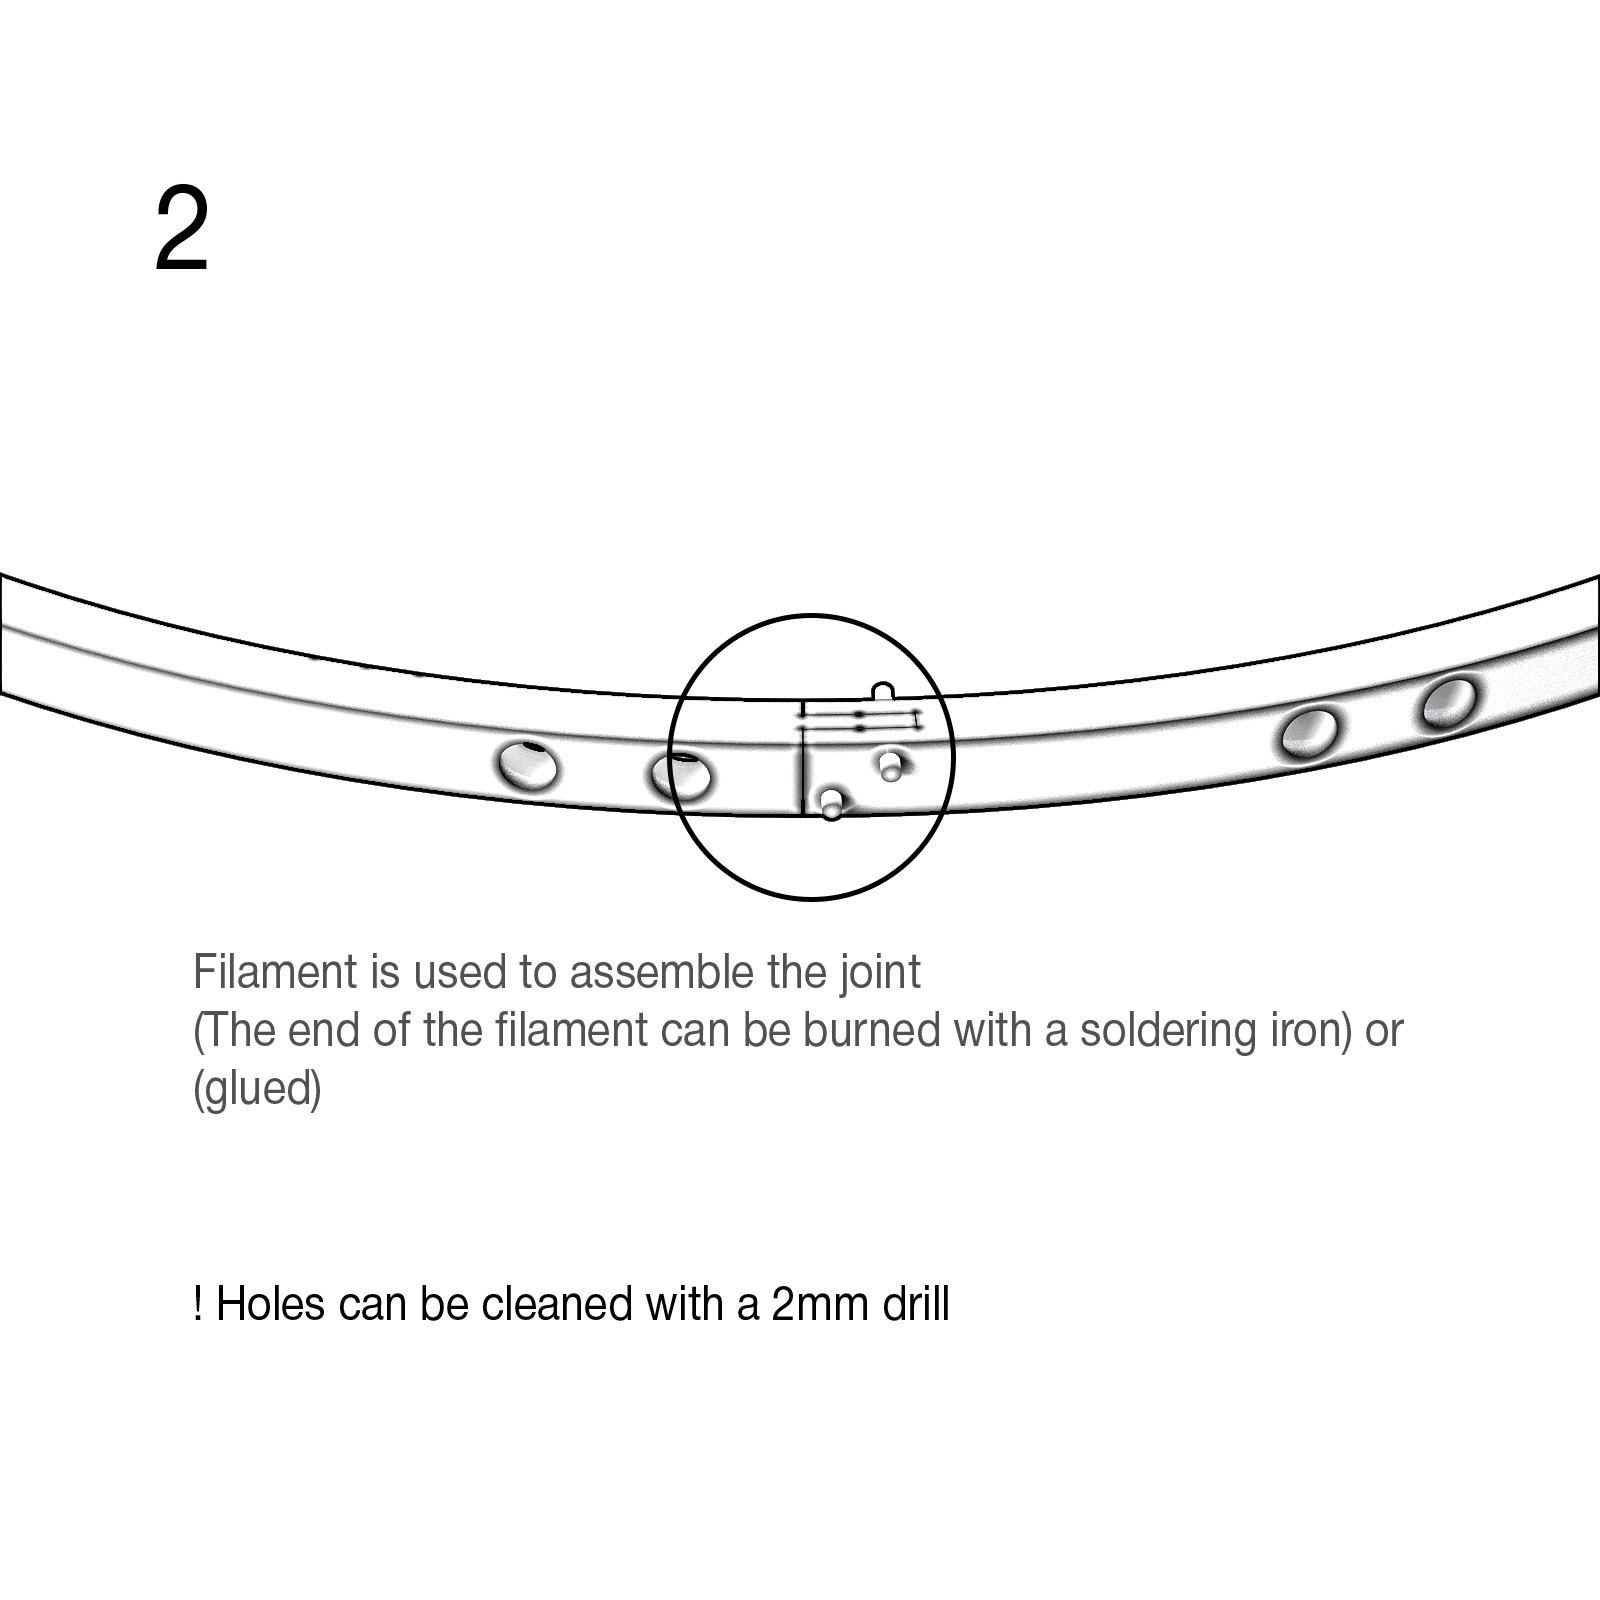 2
Filament is used to assemble the joint
(The end of the filament can be burned with a soldering iron) or
(glued)
! Holes can be cleaned with a 2mm drill